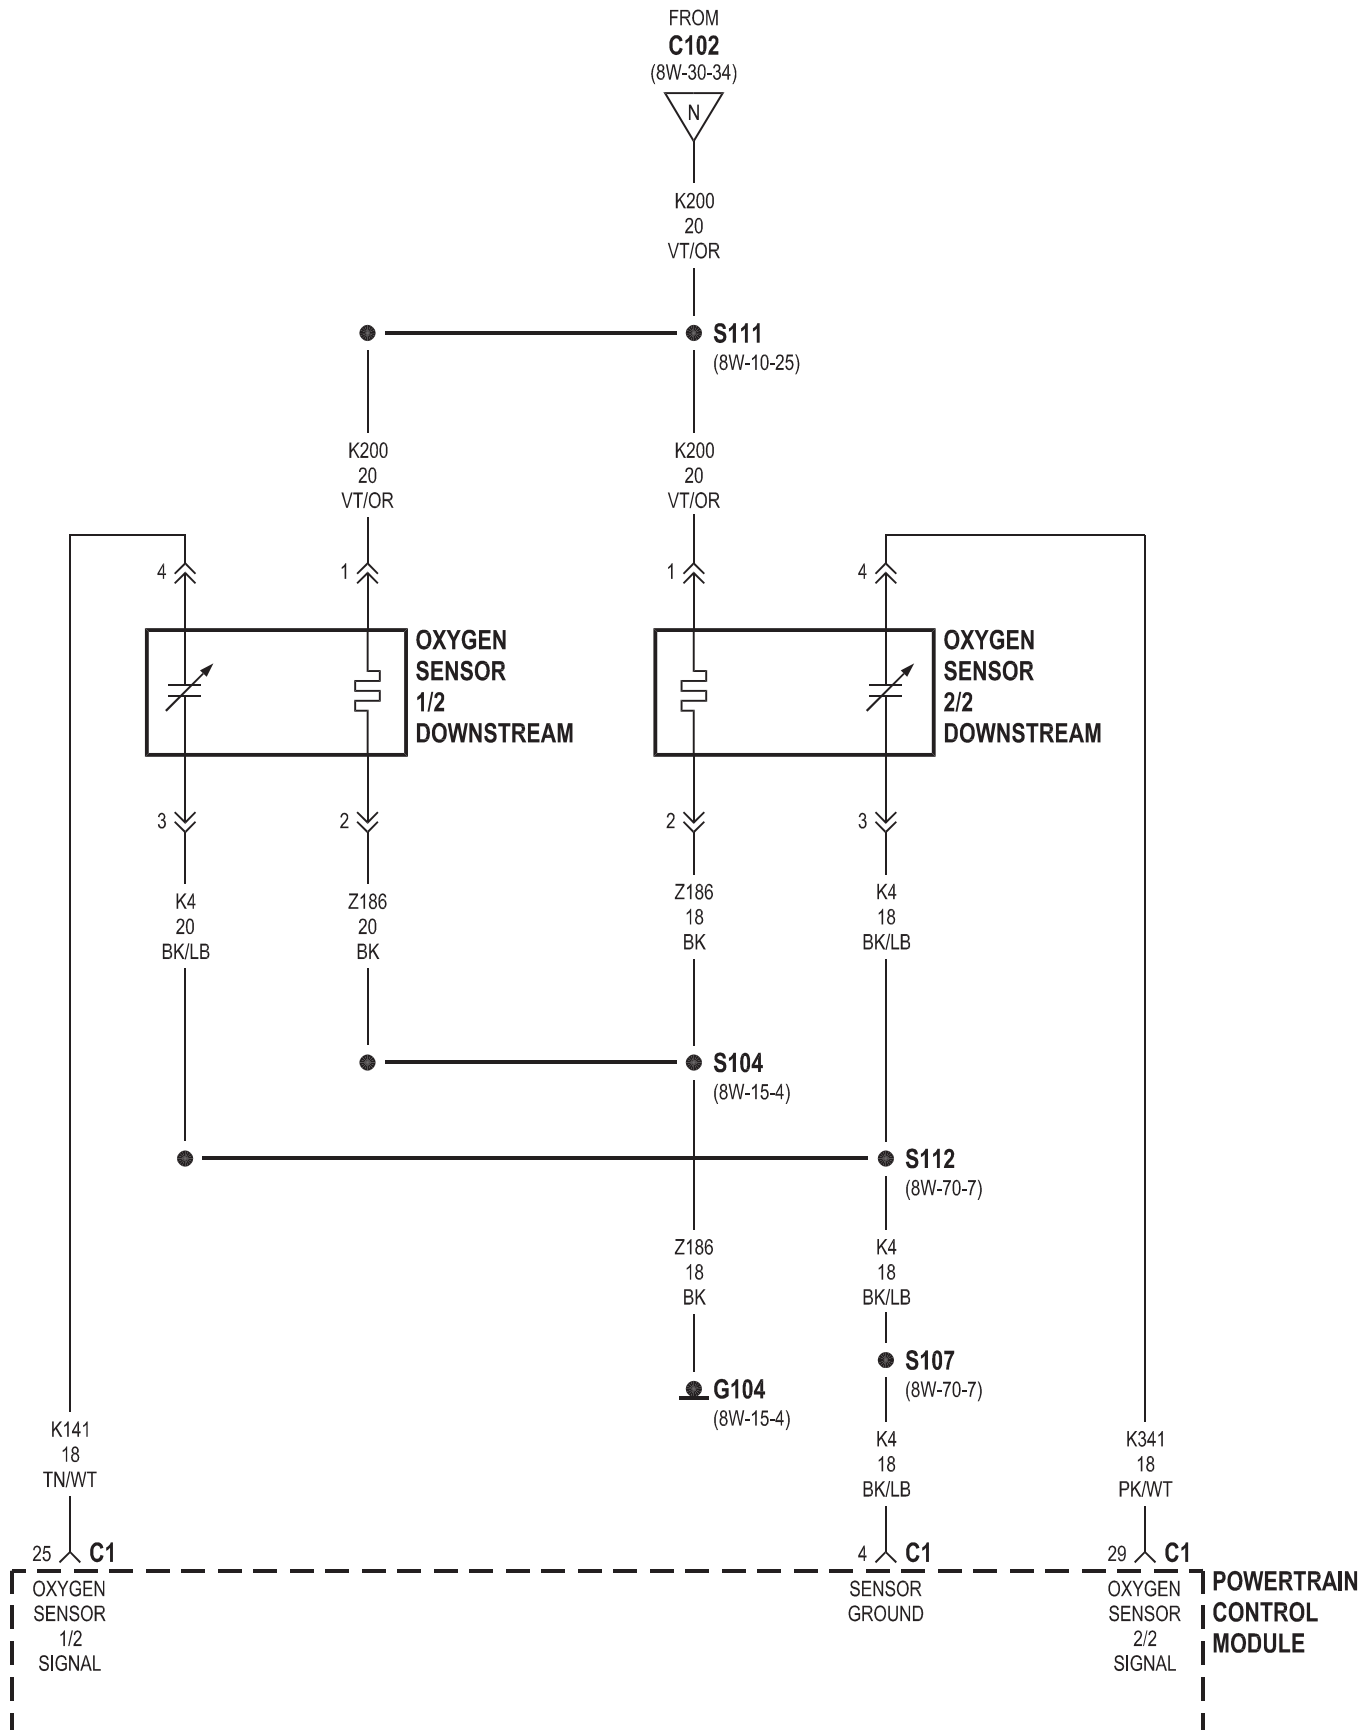 FROM
C102
(8W-30-34)
N
K200
20
VT/OR
S111
(8W-10-25)
K200
20
VT/OR
K200
20
VT/OR
4
1
1
4
OXYGEN
SENSOR
1/2
DOWNSTREAM
OXYGEN
SENSOR
2/2
DOWNSTREAM
3
2
2
3
K4
20
BK/LB
Z186
20
BK
Z186
18
BK
K4
18
BK/LB
S104
(8W-15-4)
S112
(8W-70-7)
Z186
18
BK
K4
18
BK/LB
S107
(8W-70-7)
G104
(8W-15-4)
K141
18
TN/WT
K4
18
BK/LB
K341
18
PK/WT
25 C1
4 C1
29 C1
OXYGEN
SENSOR
1/2
SIGNAL
SENSOR
GROUND
OXYGEN
SENSOR
2/2
SIGNAL
POWERTRAIN
CONTROL
MODULE